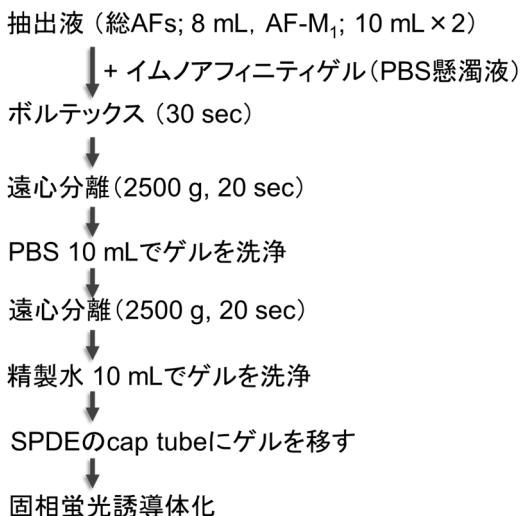 抽出液（総AFs; 8 mL, AF-M₁; 10 mL×2）
+ イムノアフィニティゲル（PBS懸濁液）
ボルテックス（30 sec）
遠心分離（2500 g, 20 sec）
PBS 10 mLでゲルを洗浄
遠心分離（2500 g, 20 sec）
精製水 10 mLでゲルを洗浄
SPDEのcap tubeにゲルを移す
固相蛍光誘導体化